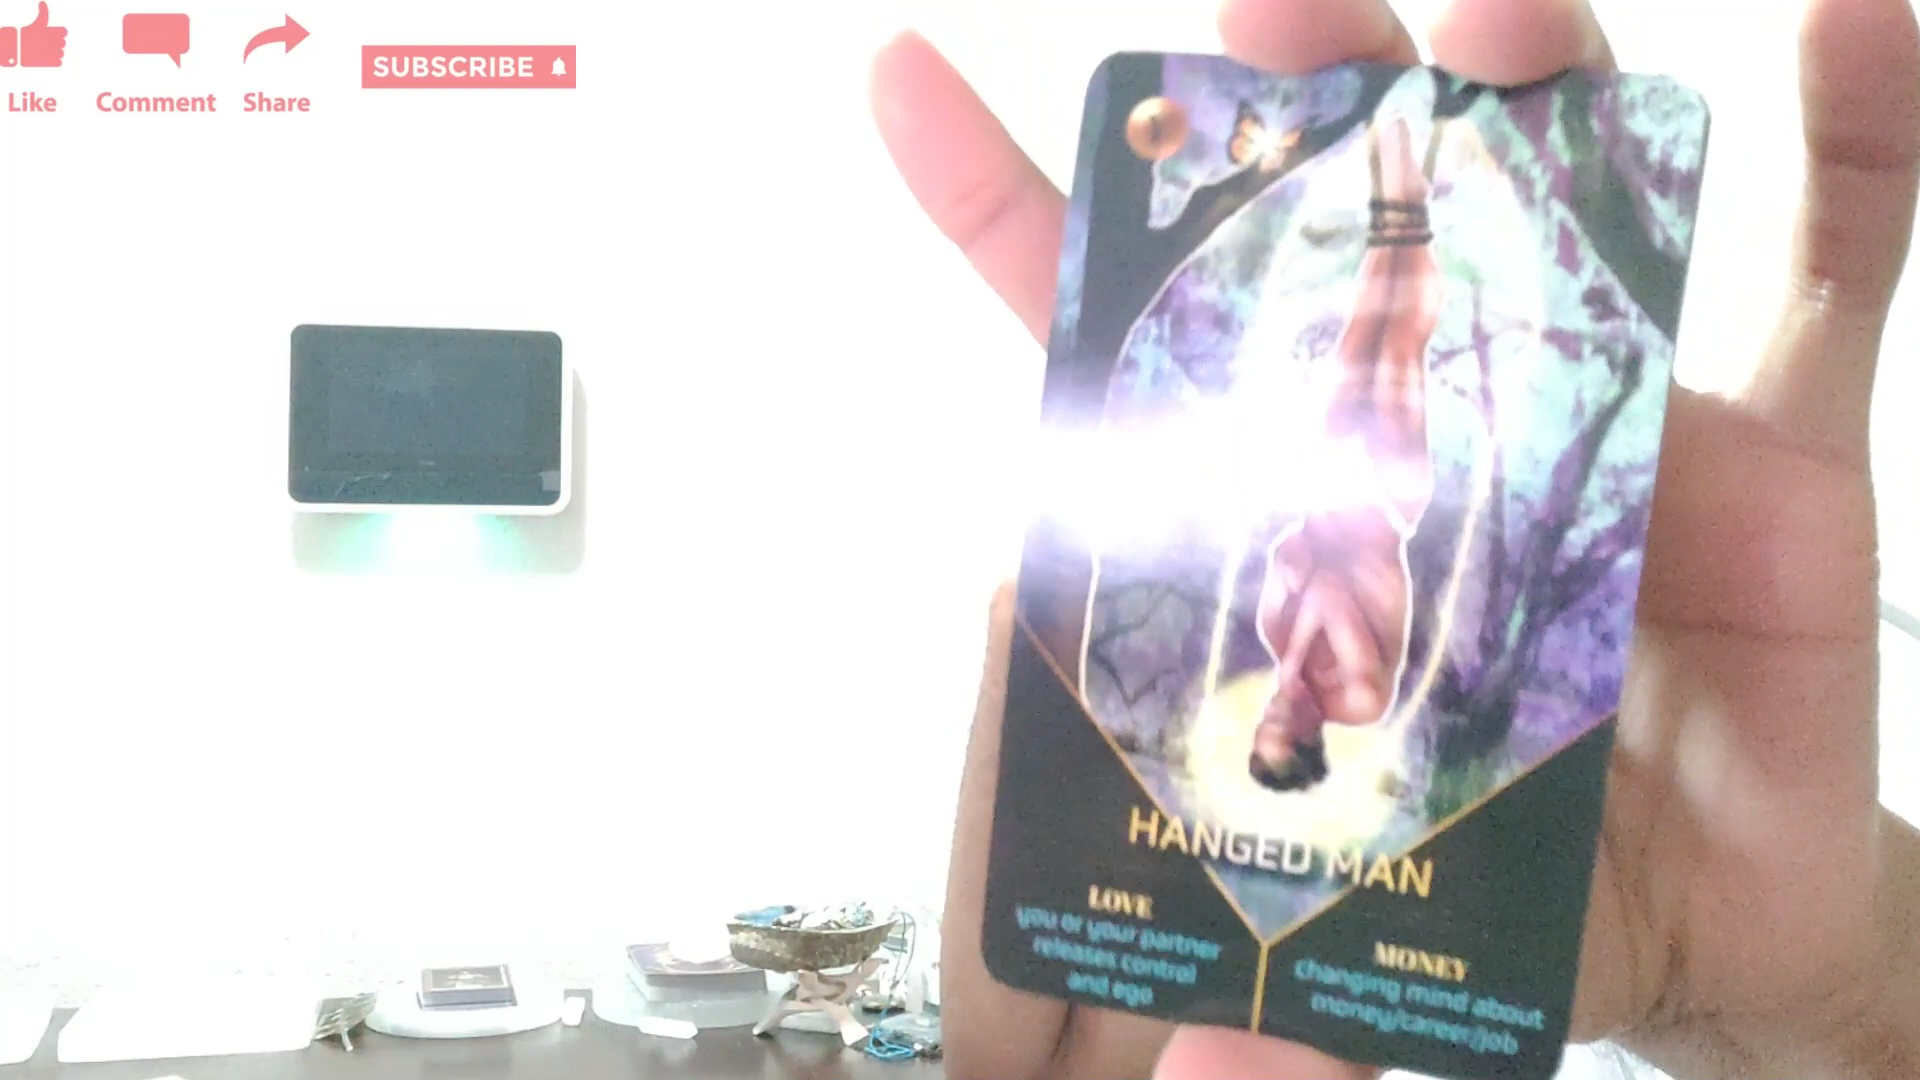 Like
Comment
Share
SUBSCRIBE
HANGED MAN
LOVE
you or your partner
releases control
and ego
MONEY
changing mind about
money/career/job